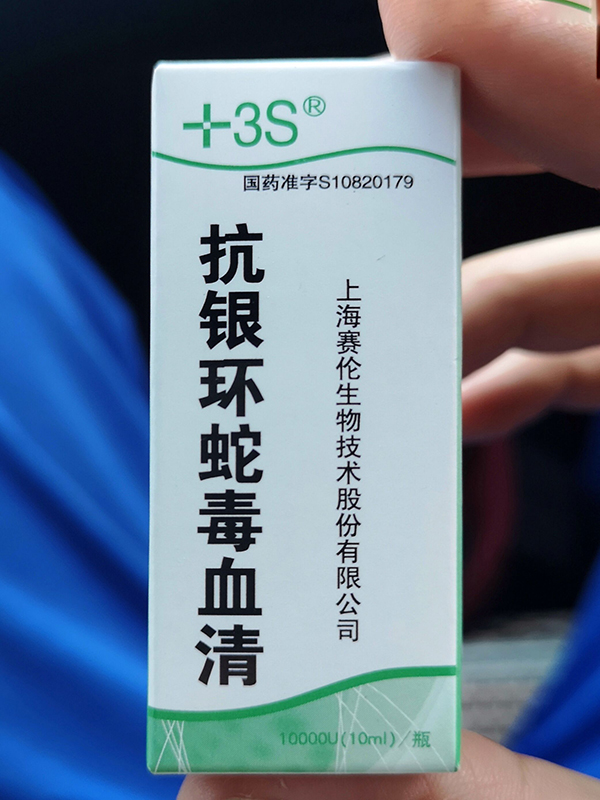 +3S®
国药准字S10820179
抗银环蛇毒血清
上海赛伦生物技术股份有限公司
10000U(10ml)/瓶